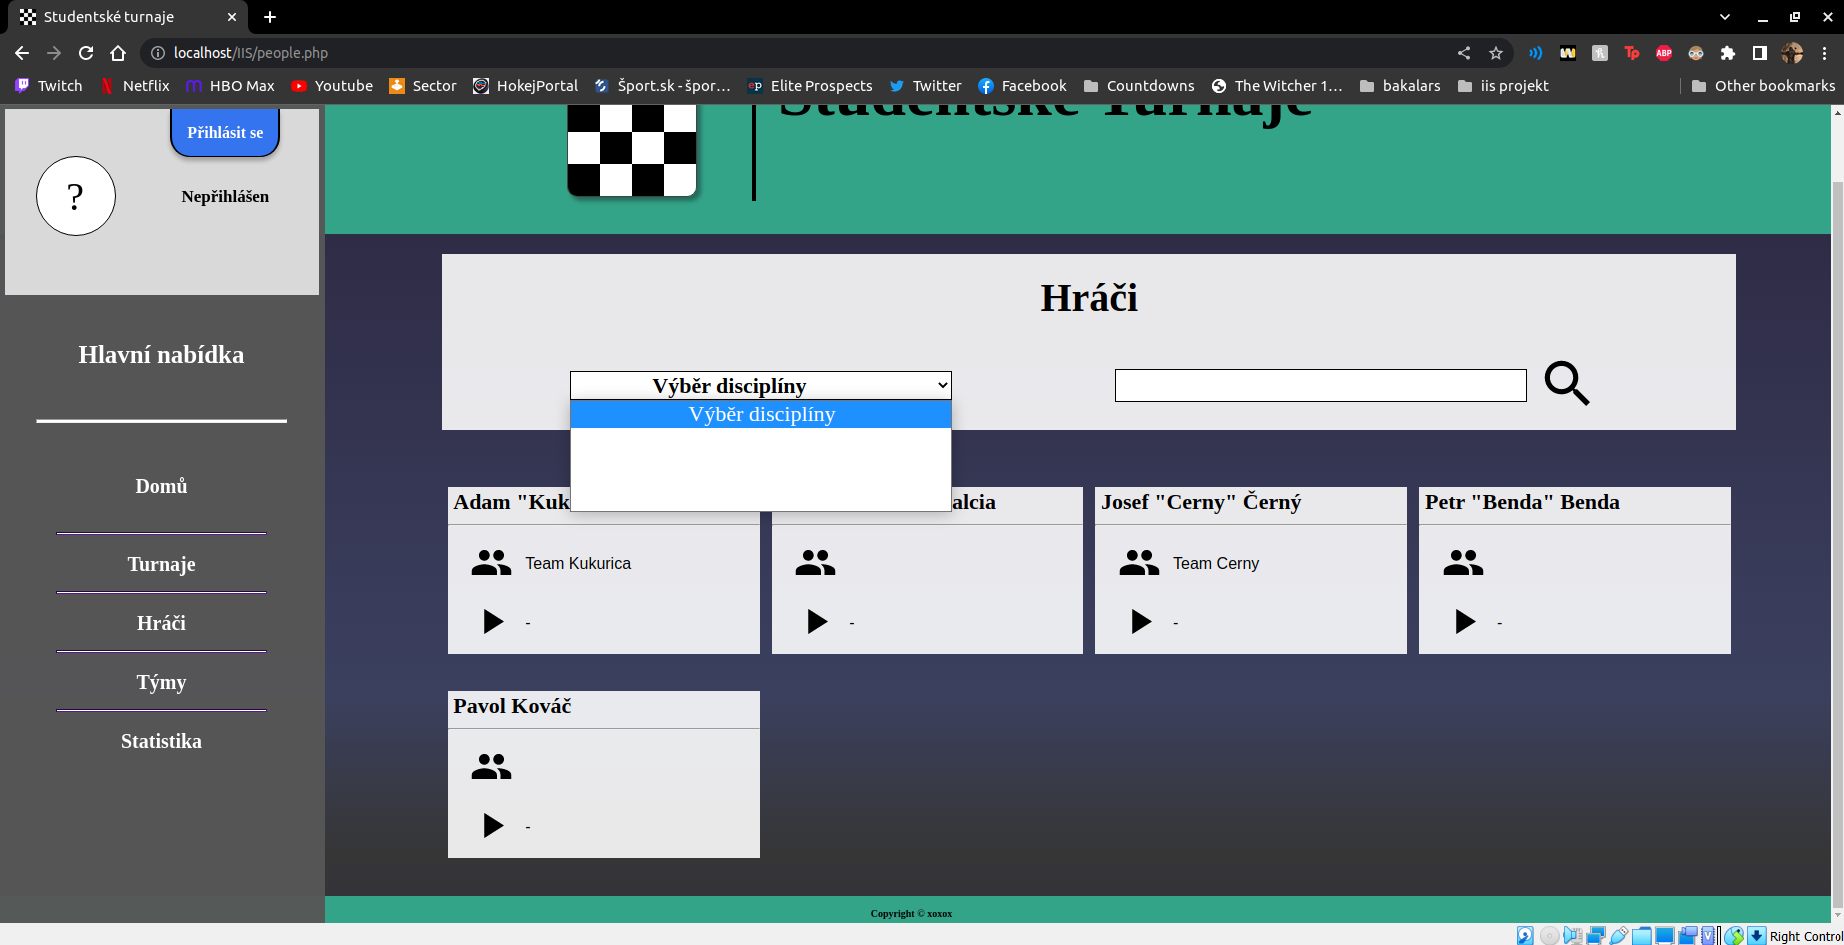 Studentské turnaje
localhost/IIS/people.php
Twitch Netflix HBO Max Youtube Sector HokejPortal Šport.sk - špor... Elite Prospects Twitter Facebook Countdowns The Witcher 1... bakalars iis projekt Other bookmarks
Přihlásit se
?
Nepřihlášen
Hlavní nabídka
Domů
Turnaje
Hráči
Týmy
Statistika
Studentské Turnaje
Hráči
Výběr disciplíny
Výběr disciplíny
Adam "Kuk
alcia
Josef "Cerny" Černý
Petr "Benda" Benda
Team Kukurica
Team Cerny
-
-
-
-
Pavol Kováč
-
Copyright © xoxox
Right Control